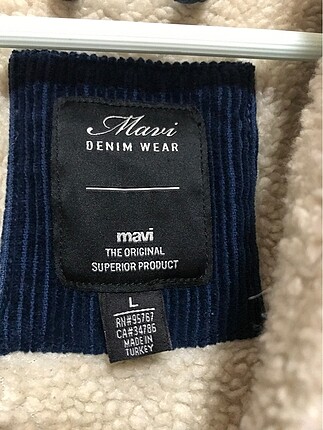 Mavi
DENIM WEAR
mavi
THE ORIGINAL
SUPERIOR PRODUCT
L
RN#95767
CA#34786
MADE IN
TURKEY